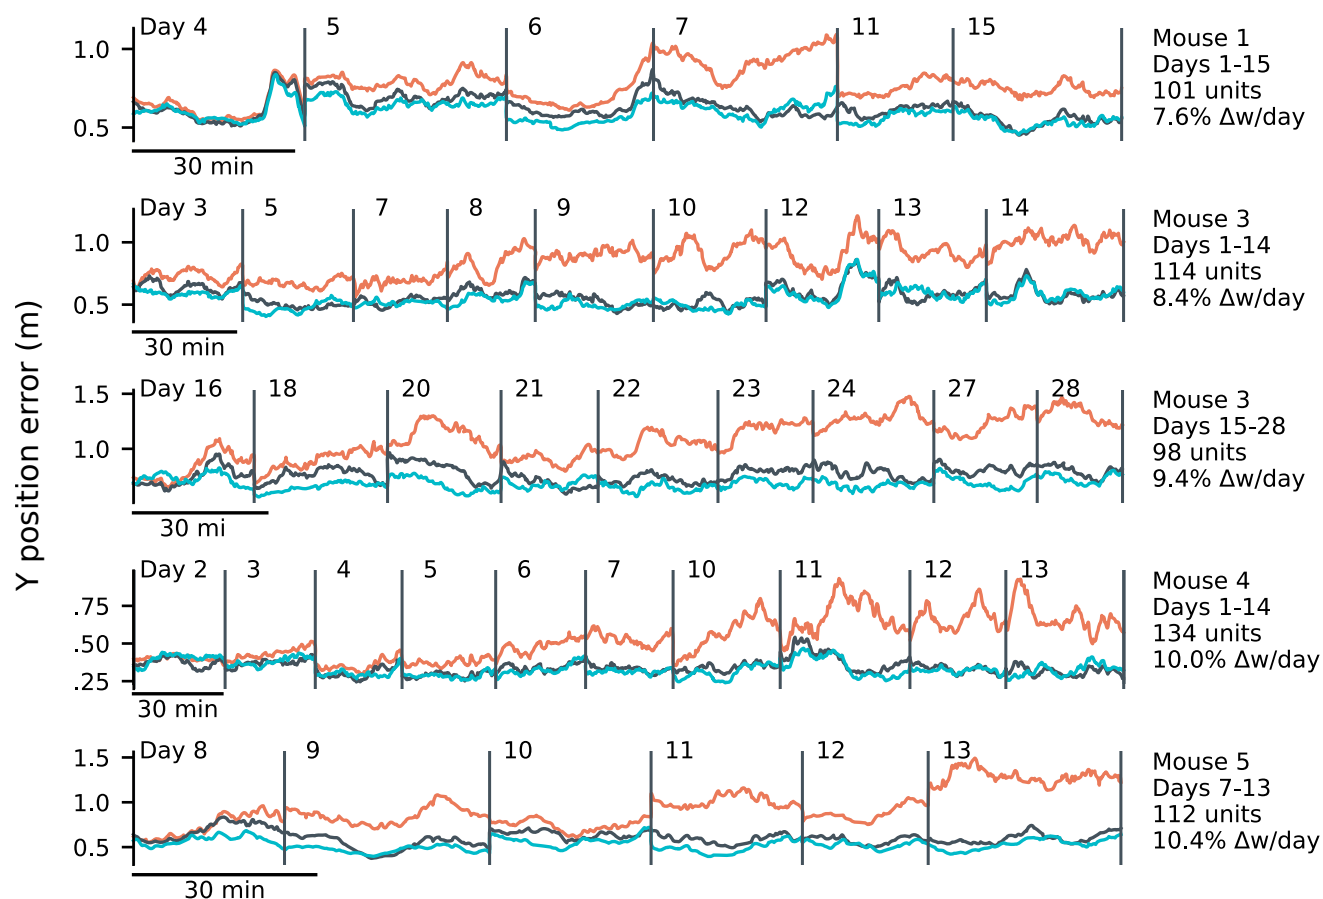 Y position error (m)
Day 4 5 6 7 11 15
1.0
0.5
30 min
Mouse 1
Days 1-15
101 units
7.6% Δw/day
Day 3 5 7 8 9 10 12 13 14
1.0
0.5
30 min
Mouse 3
Days 1-14
114 units
8.4% Δw/day
Day 16 18 20 21 22 23 24 27 28
1.5
1.0
30 mi
Mouse 3
Days 15-28
98 units
9.4% Δw/day
Day 2 3 4 5 6 7 10 11 12 13
.75
.50
.25
30 min
Mouse 4
Days 1-14
134 units
10.0% Δw/day
Day 8 9 10 11 12 13
1.5
1.0
0.5
30 min
Mouse 5
Days 7-13
112 units
10.4% Δw/day